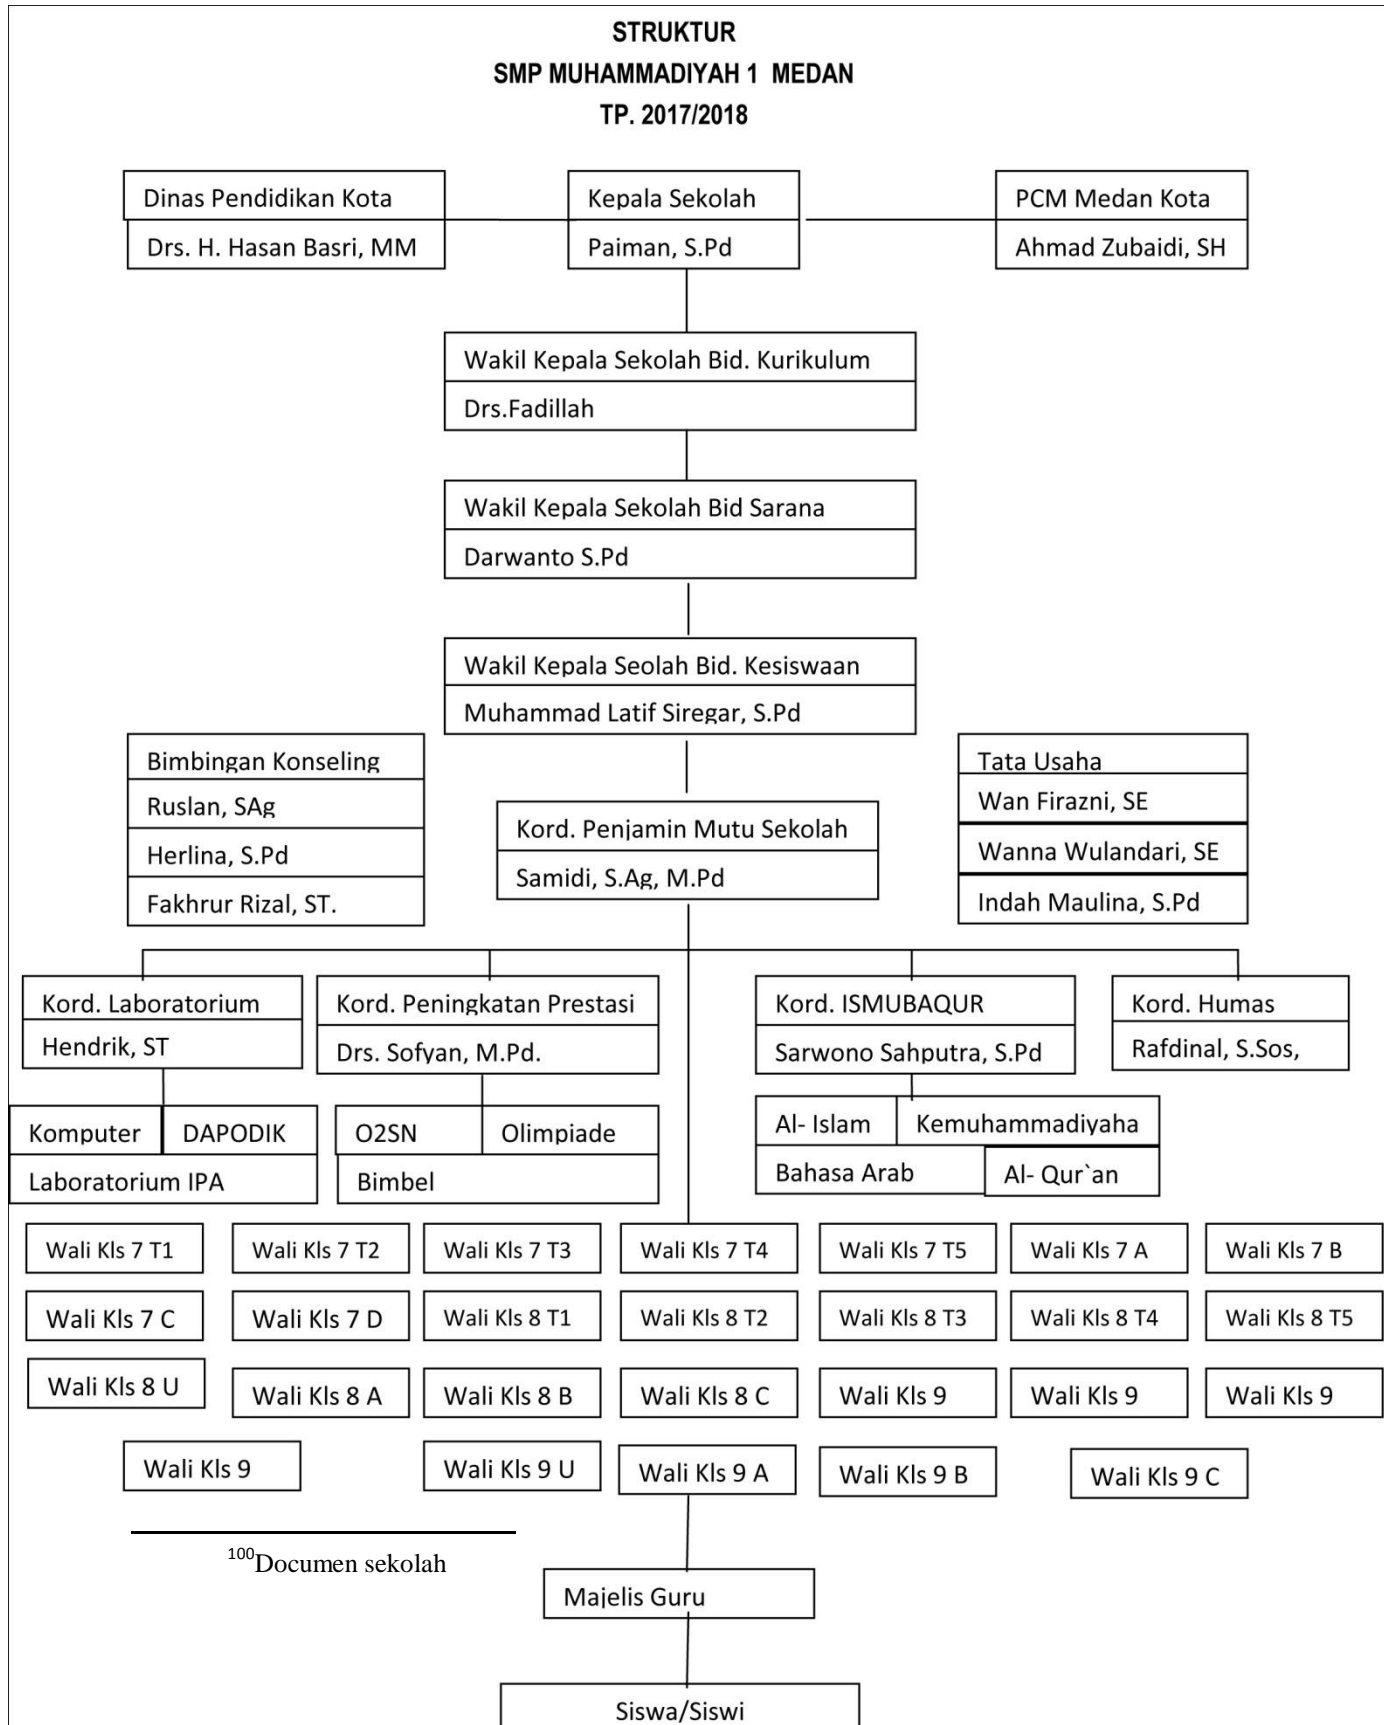 STRUKTUR
SMP MUHAMMADIYAH 1 MEDAN
TP. 2017/2018
Dinas Pendidikan Kota
Drs. H. Hasan Basri, MM
Kepala Sekolah
Paiman, S.Pd
PCM Medan Kota
Ahmad Zubaidi, SH
Wakil Kepala Sekolah Bid. Kurikulum
Drs.Fadillah
Wakil Kepala Sekolah Bid Sarana
Darwanto S.Pd
Wakil Kepala Seolah Bid. Kesiswaan
Muhammad Latif Siregar, S.Pd
Bimbingan Konseling
Ruslan, SAg
Herlina, S.Pd
Fakhrur Rizal, ST.
Kord. Penjamin Mutu Sekolah
Samidi, S.Ag, M.Pd
Tata Usaha
Wan Firazni, SE
Wanna Wulandari, SE
Indah Maulina, S.Pd
Kord. Laboratorium
Hendrik, ST
Kord. Peningkatan Prestasi
Drs. Sofyan, M.Pd.
Kord. ISMUBAQUR
Sarwono Sahputra, S.Pd
Kord. Humas
Rafdinal, S.Sos,
Komputer
DAPODIK
Laboratorium IPA
O2SN
Olimpiade
Bimbel
Al- Islam
Kemuhammadiyaha
Bahasa Arab
Al- Qur`an
Wali Kls 7 T1
Wali Kls 7 T2
Wali Kls 7 T3
Wali Kls 7 T4
Wali Kls 7 T5
Wali Kls 7 A
Wali Kls 7 B
Wali Kls 7 C
Wali Kls 7 D
Wali Kls 8 T1
Wali Kls 8 T2
Wali Kls 8 T3
Wali Kls 8 T4
Wali Kls 8 T5
Wali Kls 8 U
Wali Kls 8 A
Wali Kls 8 B
Wali Kls 8 C
Wali Kls 9
Wali Kls 9
Wali Kls 9
Wali Kls 9
Wali Kls 9 U
Wali Kls 9 A
Wali Kls 9 B
Wali Kls 9 C
100Documen sekolah
Majelis Guru
Siswa/Siswi